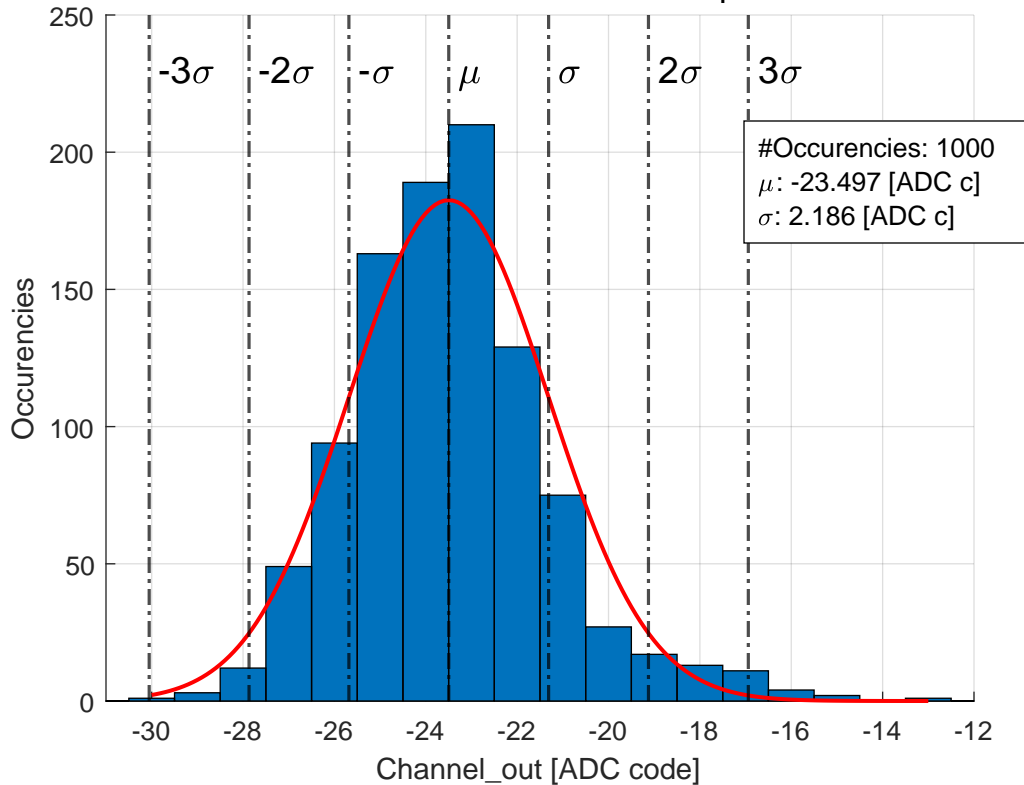 250
200
150
100
50
0
-3σ
-2σ
-σ
μ
σ
2σ
3σ
#Occurencies: 1000
μ: -23.497 [ADC c]
σ: 2.186 [ADC c]
Occurencies
-30
-28
-26
-24
-22
-20
-18
-16
-14
-12
Channel_out [ADC code]